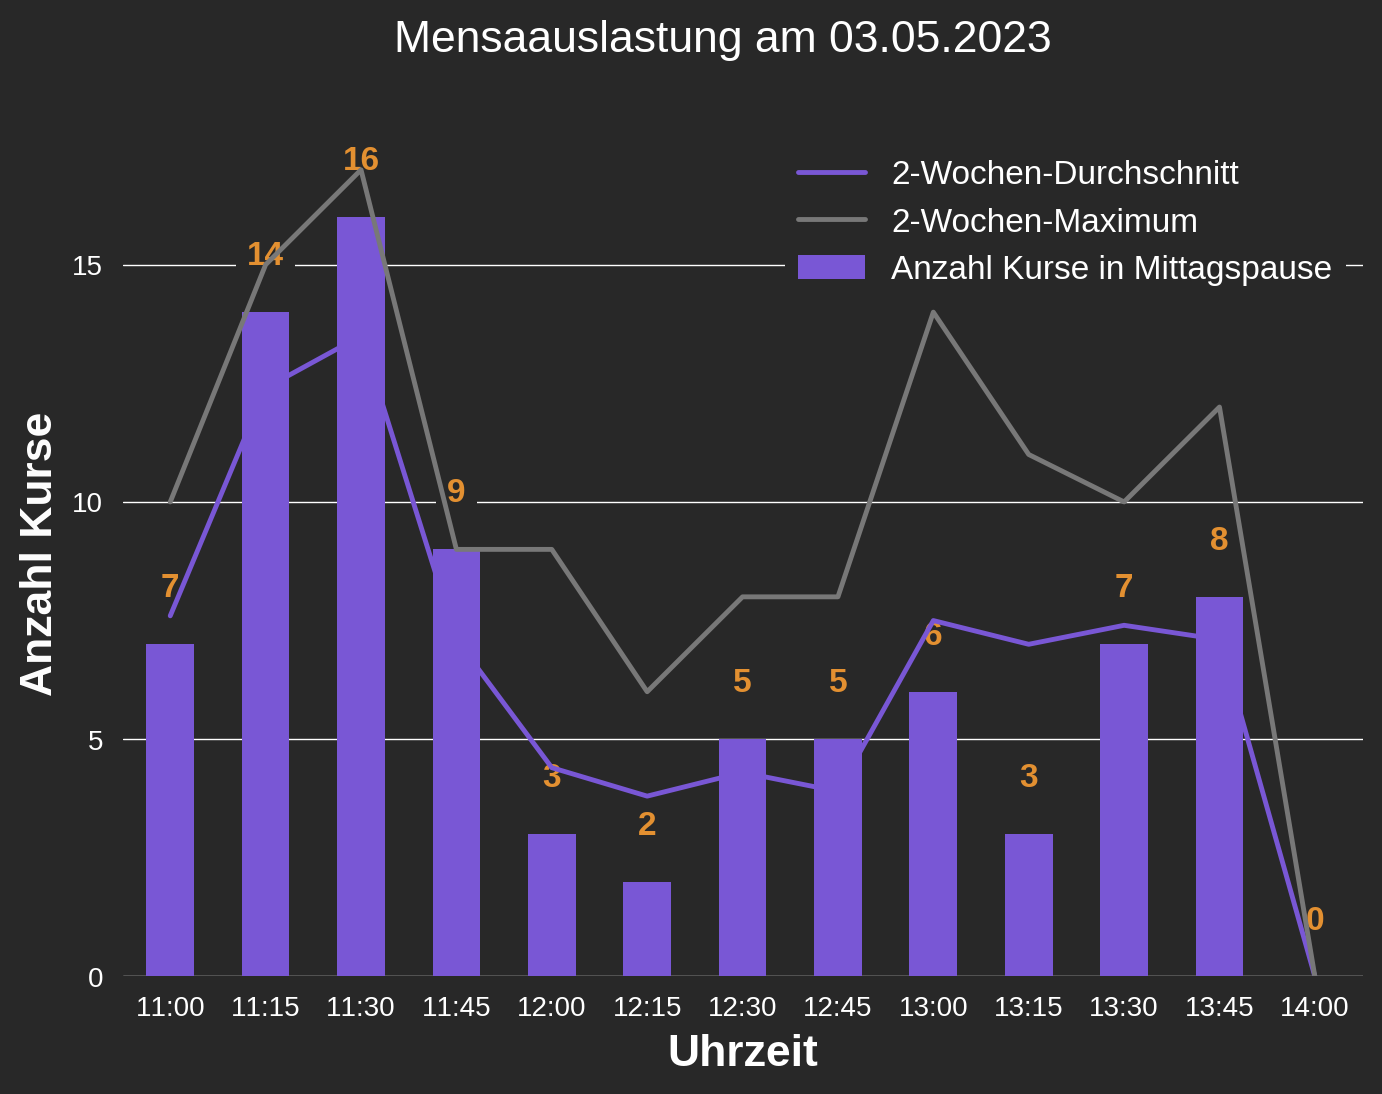 Mensaauslastung am 03.05.2023
2-Wochen-Durchschnitt
2-Wochen-Maximum
Anzahl Kurse in Mittagspause
Anzahl Kurse
15
10
5
0
7
14
16
9
3
2
5
5
6
3
7
8
0
11:00 11:15 11:30 11:45 12:00 12:15 12:30 12:45 13:00 13:15 13:30 13:45 14:00
Uhrzeit